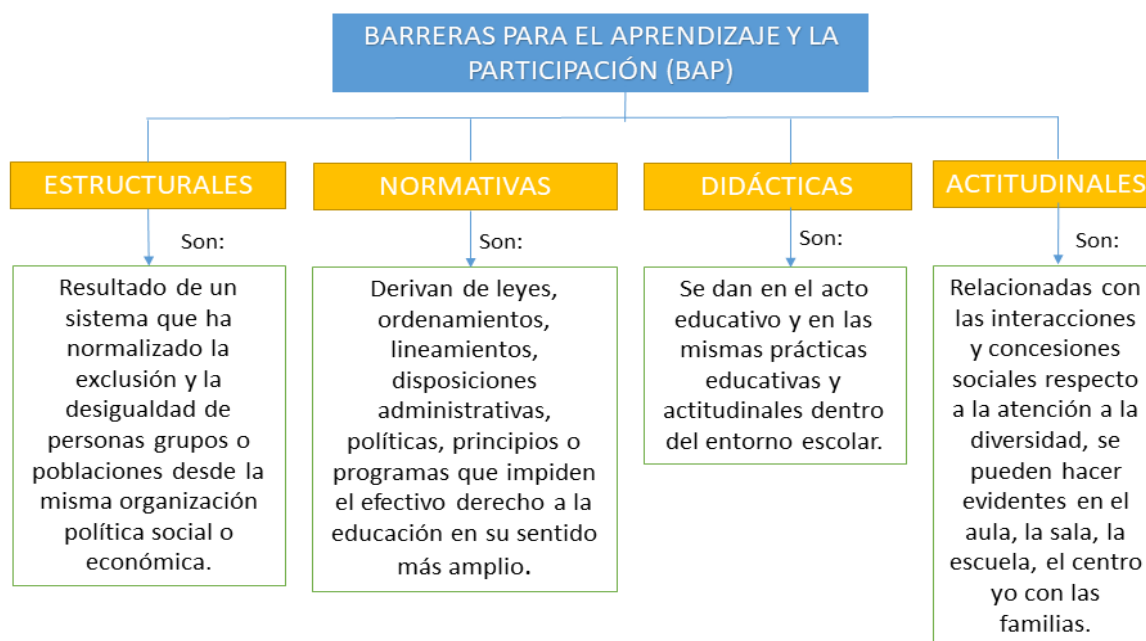 BARRERAS PARA EL APRENDIZAJE Y LA
PARTICIPACIÓN (BAP)
ESTRUCTURALES
Son:
Resultado de un
sistema que ha
normalizado la
exclusión y la
desigualdad de
personas grupos o
poblaciones desde la
misma organización
política social o
económica.
NORMATIVAS
Son:
Derivan de leyes,
ordenamientos,
lineamientos,
disposiciones
administrativas,
políticas, principios o
programas que impiden
el efectivo derecho a la
educación en su sentido
más amplio.
DIDÁCTICAS
Son:
Se dan en el acto
educativo y en las
mismas prácticas
educativas y
actitudinales dentro
del entorno escolar.
ACTITUDINALES
Son:
Relacionadas con
las interacciones
y concesiones
sociales respecto
a la atención a la
diversidad, se
pueden hacer
evidentes en el
aula, la sala, la
escuela, el centro
yo con las
familias.